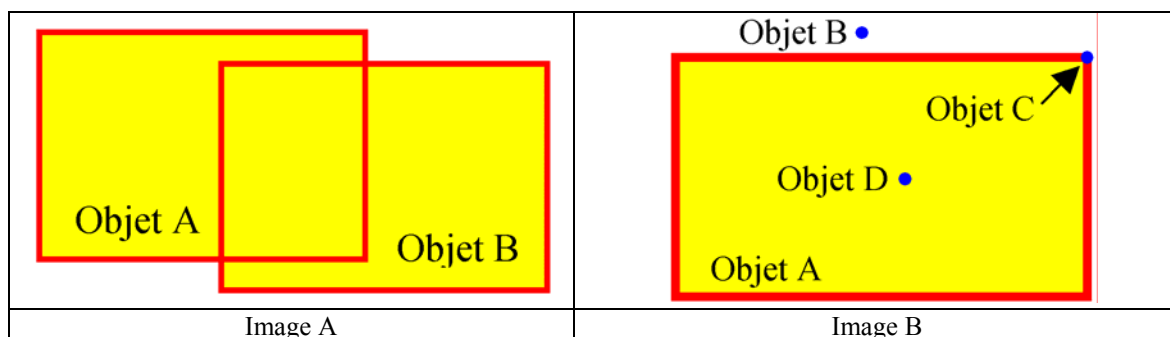 Objet A
Objet B
Image A
Objet B
Objet C
Objet D
Objet A
Image B